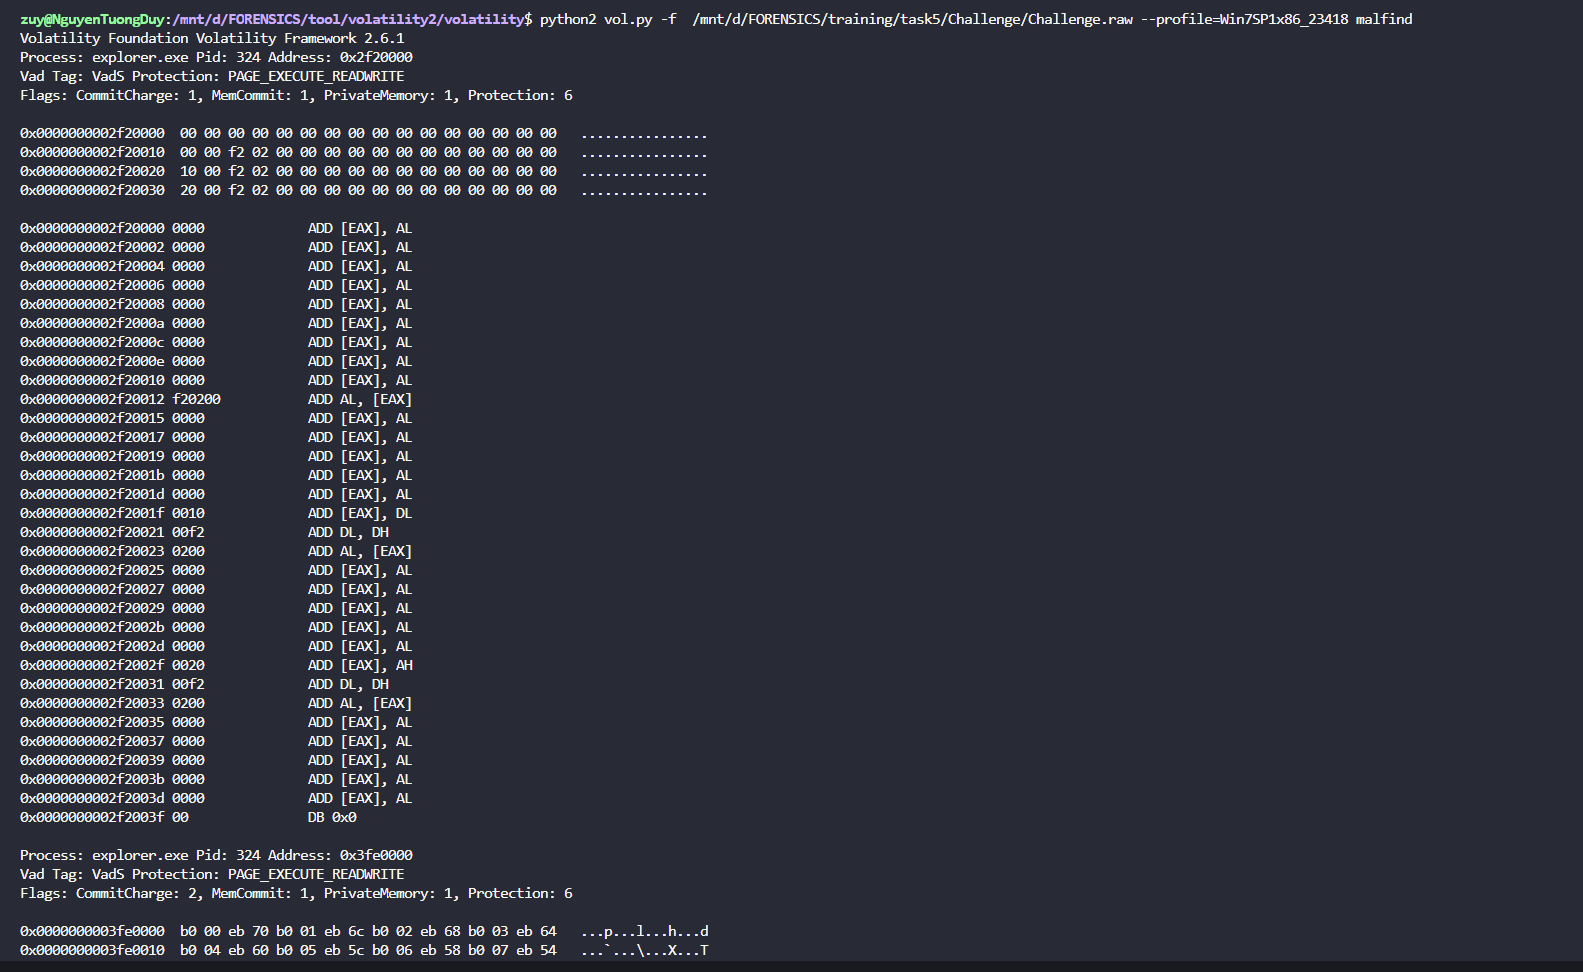 zuy@NguyenTuongDuy:/mnt/d/FORENSICS/tool/volatility2/volatility$ python2 vol.py -f  /mnt/d/FORENSICS/training/task5/Challenge/Challenge.raw --profile=Win7SP1x86_23418 malfind
Volatility Foundation Volatility Framework 2.6.1
Process: explorer.exe Pid: 324 Address: 0x2f20000
Vad Tag: VadS Protection: PAGE_EXECUTE_READWRITE
Flags: CommitCharge: 1, MemCommit: 1, PrivateMemory: 1, Protection: 6
0x0000000002f20000  00 00 00 00 00 00 00 00 00 00 00 00 00 00 00 00   ................
0x0000000002f20010  00 00 f2 02 00 00 00 00 00 00 00 00 00 00 00 00   ................
0x0000000002f20020  10 00 f2 02 00 00 00 00 00 00 00 00 00 00 00 00   ................
0x0000000002f20030  20 00 f2 02 00 00 00 00 00 00 00 00 00 00 00 00   ................
0x0000000002f20000 0000             ADD [EAX], AL
0x0000000002f20002 0000             ADD [EAX], AL
0x0000000002f20004 0000             ADD [EAX], AL
0x0000000002f20006 0000             ADD [EAX], AL
0x0000000002f20008 0000             ADD [EAX], AL
0x0000000002f2000a 0000             ADD [EAX], AL
0x0000000002f2000c 0000             ADD [EAX], AL
0x0000000002f2000e 0000             ADD [EAX], AL
0x0000000002f20010 0000             ADD [EAX], AL
0x0000000002f20012 f20200           ADD AL, [EAX]
0x0000000002f20015 0000             ADD [EAX], AL
0x0000000002f20017 0000             ADD [EAX], AL
0x0000000002f20019 0000             ADD [EAX], AL
0x0000000002f2001b 0000             ADD [EAX], AL
0x0000000002f2001d 0000             ADD [EAX], AL
0x0000000002f2001f 0010             ADD [EAX], DL
0x0000000002f20021 00f2             ADD DL, DH
0x0000000002f20023 0200             ADD AL, [EAX]
0x0000000002f20025 0000             ADD [EAX], AL
0x0000000002f20027 0000             ADD [EAX], AL
0x0000000002f20029 0000             ADD [EAX], AL
0x0000000002f2002b 0000             ADD [EAX], AL
0x0000000002f2002d 0000             ADD [EAX], AL
0x0000000002f2002f 0020             ADD [EAX], AH
0x0000000002f20031 00f2             ADD DL, DH
0x0000000002f20033 0200             ADD AL, [EAX]
0x0000000002f20035 0000             ADD [EAX], AL
0x0000000002f20037 0000             ADD [EAX], AL
0x0000000002f20039 0000             ADD [EAX], AL
0x0000000002f2003b 0000             ADD [EAX], AL
0x0000000002f2003d 0000             ADD [EAX], AL
0x0000000002f2003f 00               DB 0x0
Process: explorer.exe Pid: 324 Address: 0x3fe0000
Vad Tag: VadS Protection: PAGE_EXECUTE_READWRITE
Flags: CommitCharge: 2, MemCommit: 1, PrivateMemory: 1, Protection: 6
0x0000000003fe0000  b0 00 eb 70 b0 01 eb 6c b0 02 eb 68 b0 03 eb 64   ...p...l...h...d
0x0000000003fe0010  b0 04 eb 60 b0 05 eb 5c b0 06 eb 58 b0 07 eb 54   ...`...\...X...T